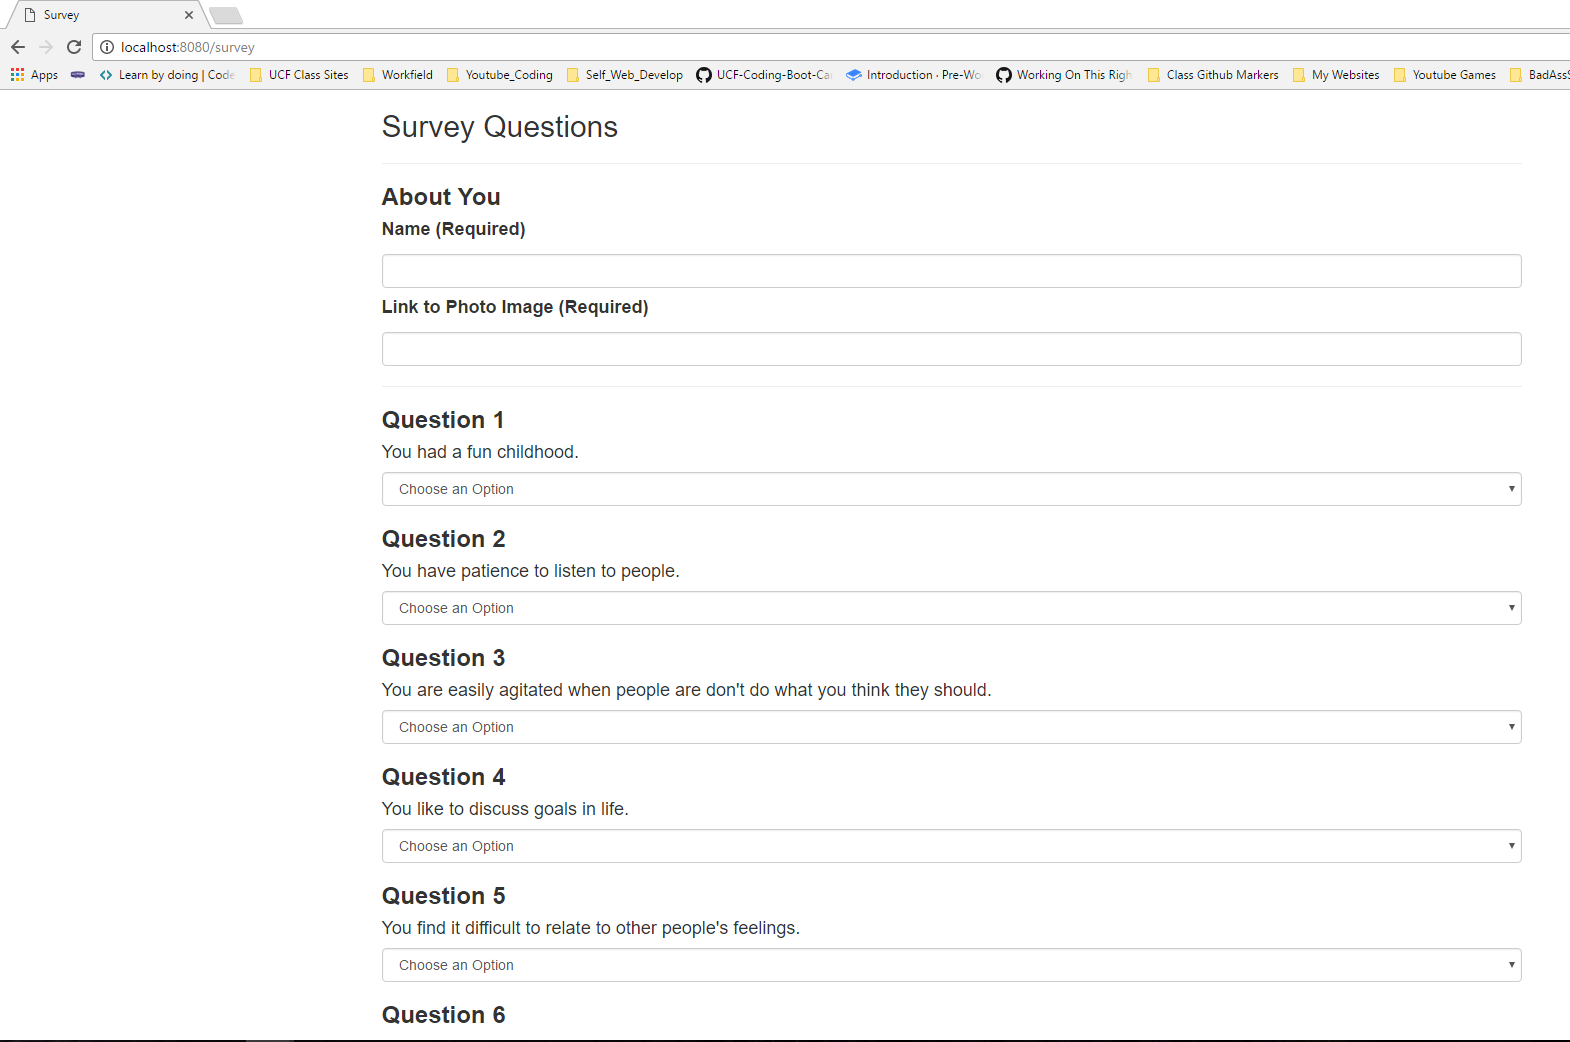 Survey
localhost:8080/survey
Apps Learn by doing | Code UCF Class Sites Workfield Youtube_Coding Self_Web_Develop UCF-Coding-Boot-Ca Introduction · Pre-Wo Working On This Righ Class Github Markers My Websites Youtube Games BadAssS
Survey Questions
About You
Name (Required)
Link to Photo Image (Required)
Question 1
You had a fun childhood.
Choose an Option
Question 2
You have patience to listen to people.
Choose an Option
Question 3
You are easily agitated when people are don't do what you think they should.
Choose an Option
Question 4
You like to discuss goals in life.
Choose an Option
Question 5
You find it difficult to relate to other people's feelings.
Choose an Option
Question 6